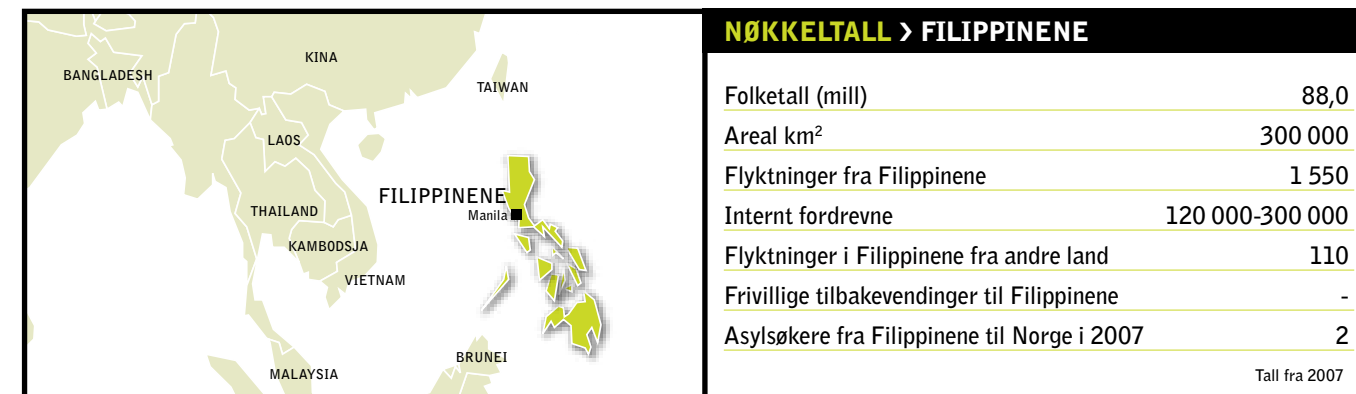 KINA
BANGLADESH
TAIWAN
LAOS
FILIPPINENE
THAILAND
Manila
KAMBODSJA
VIETNAM
BRUNEI
MALAYSIA
NØKKELTALL > FILIPPINENE
Folketall (mill) 88,0
Areal km² 300 000
Flyktninger fra Filippinene 1 550
Internt fordrevne 120 000-300 000
Flyktninger i Filippinene fra andre land 110
Frivillige tilbakevendinger til Filippinene -
Asylsøkere fra Filippinene til Norge i 2007 2
Tall fra 2007